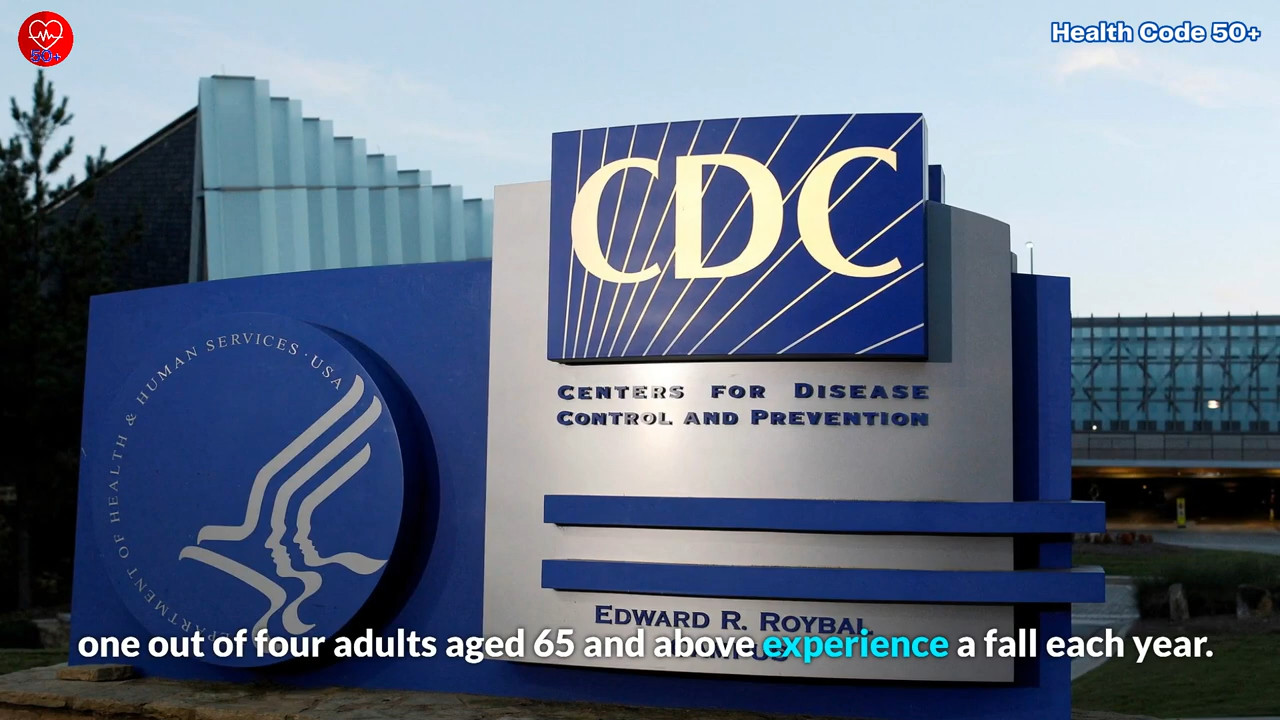 50+
Health Code 50+
CDC
CENTERS FOR DISEASE
CONTROL AND PREVENTION
DEPARTMENT OF HEALTH & HUMAN SERVICES · USA
EDWARD R. ROYBAL
one out of four adults aged 65 and above experience a fall each year.